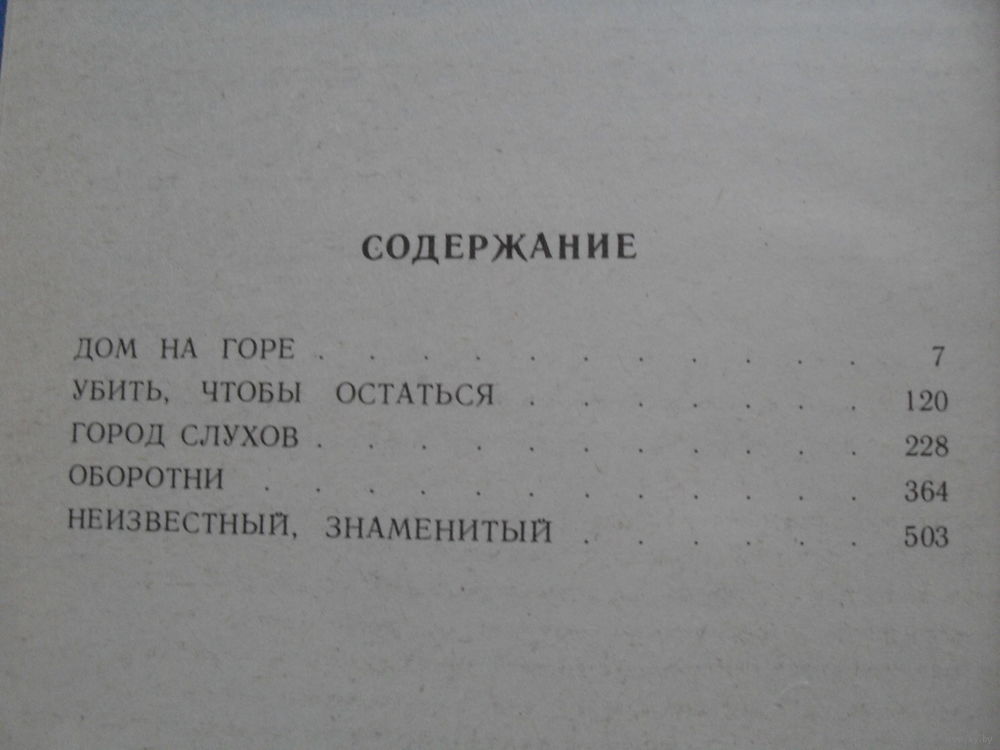 СОДЕРЖАНИЕ
ДОМ НА ГОРЕ . . . . . . . . . . . 7
УБИТЬ, ЧТОБЫ ОСТАТЬСЯ . . . . . . . 120
ГОРОД СЛУХОВ . . . . . . . . . . . 228
ОБОРОТНИ . . . . . . . . . . . . 364
НЕИЗВЕСТНЫЙ, ЗНАМЕНИТЫЙ . . . . . . 503